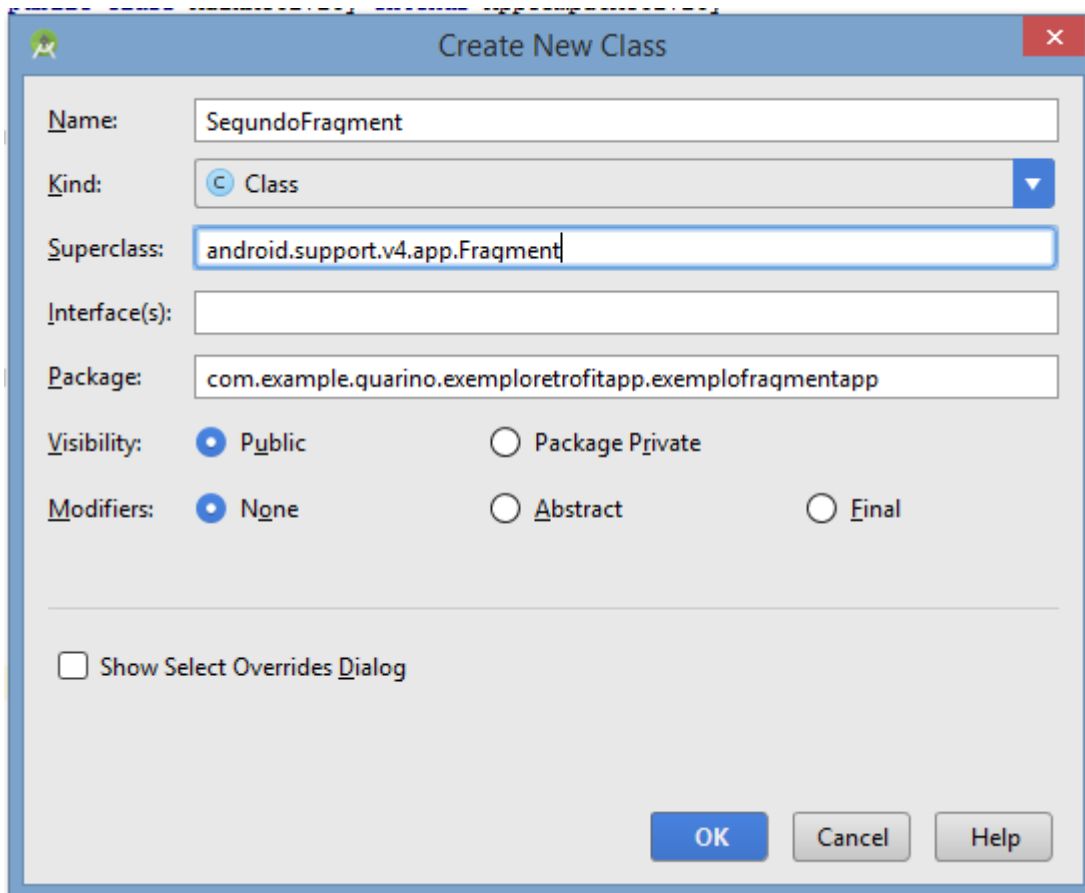 Create New Class
Name: SegundoFragment
Kind: C Class
Superclass: android.support.v4.app.Fragment
Interface(s):
Package: com.example.guarino.exemploretrofitapp.exemplofragmentapp
Visibility: Public Package Private
Modifiers: None Abstract Final
Show Select Overrides Dialog
OK Cancel Help